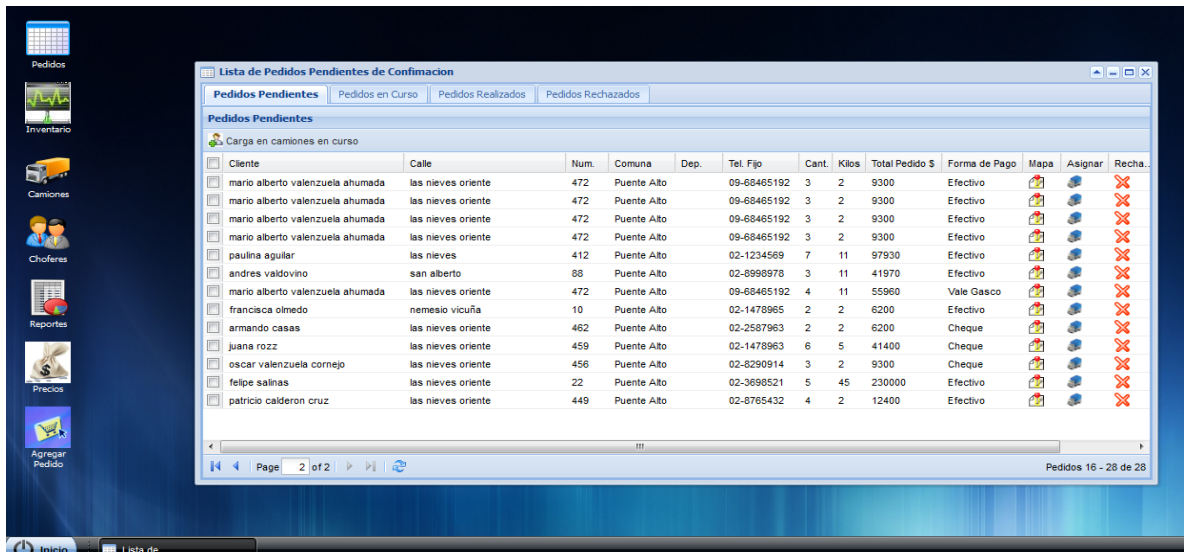 Pedidos
Inventario
Camiones
Choferes
Reportes
Precios
Agregar
Pedido
Lista de Pedidos Pendientes de Confimacion
Pedidos Pendientes Pedidos en Curso Pedidos Realizados Pedidos Rechazados
Pedidos Pendientes
Carga en camiones en curso
Cliente Calle Num. Comuna Dep. Tel. Fijo Cant. Kilos Total Pedido $ Forma de Pago Mapa Asignar Recha...
mario alberto valenzuela ahumada las nieves oriente 472 Puente Alto 09-68465192 3 2 9300 Efectivo
mario alberto valenzuela ahumada las nieves oriente 472 Puente Alto 09-68465192 3 2 9300 Efectivo
mario alberto valenzuela ahumada las nieves oriente 472 Puente Alto 09-68465192 3 2 9300 Efectivo
mario alberto valenzuela ahumada las nieves oriente 472 Puente Alto 09-68465192 3 2 9300 Efectivo
paulina aguilar las nieves 412 Puente Alto 02-1234569 7 11 97930 Efectivo
andres valdovino san alberto 88 Puente Alto 02-8998978 3 11 41970 Efectivo
mario alberto valenzuela ahumada las nieves oriente 472 Puente Alto 09-68465192 4 11 55960 Vale Gasco
francisca olmedo nemesio vicuña 10 Puente Alto 02-1478965 2 2 6200 Efectivo
armando casas las nieves oriente 462 Puente Alto 02-2587963 2 2 6200 Cheque
juana rozz las nieves oriente 459 Puente Alto 02-1478963 6 5 41400 Cheque
oscar valenzuela cornejo las nieves oriente 456 Puente Alto 02-8290914 3 2 9300 Cheque
felipe salinas las nieves oriente 22 Puente Alto 02-3698521 5 45 230000 Efectivo
patricio calderon cruz las nieves oriente 449 Puente Alto 02-8765432 4 2 12400 Efectivo
Page 2 of 2 Pedidos 16 - 28 de 28
Inicio Lista de